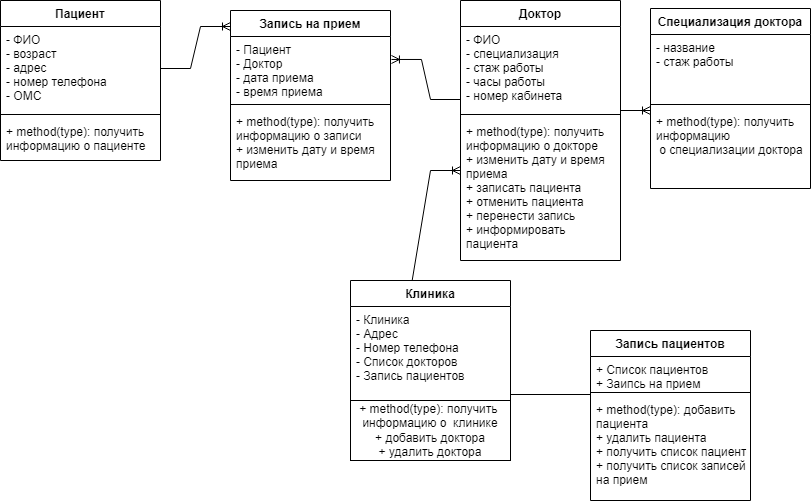 Пациент
- ФИО
- возраст
- адрес
- номер телефона
- ОМС
+ method(type): получить
информацию о пациенте
Запись на прием
- Пациент
- Доктор
- дата приема
- время приема
+ method(type): получить
информацию о записи
+ изменить дату и время
приема
Доктор
- ФИО
- специализация
- стаж работы
- часы работы
- номер кабинета
+ method(type): получить
информацию о докторе
+ изменить дату и время
приема
+ записать пациента
+ отменить пациента
+ перенести запись
+ информировать
пациента
Специализация доктора
- название
- стаж работы
+ method(type): получить
информацию
о специализации доктора
Клиника
- Клиника
- Адрес
- Номер телефона
- Список докторов
- Запись пациентов
+ method(type): получить
информацию о клинике
+ добавить доктора
+ удалить доктора
Запись пациентов
+ Список пациентов
+ Заипсь на прием
+ method(type): добавить
пациента
+ удалить пациента
+ получить список пациент
+ получить список записей
на прием